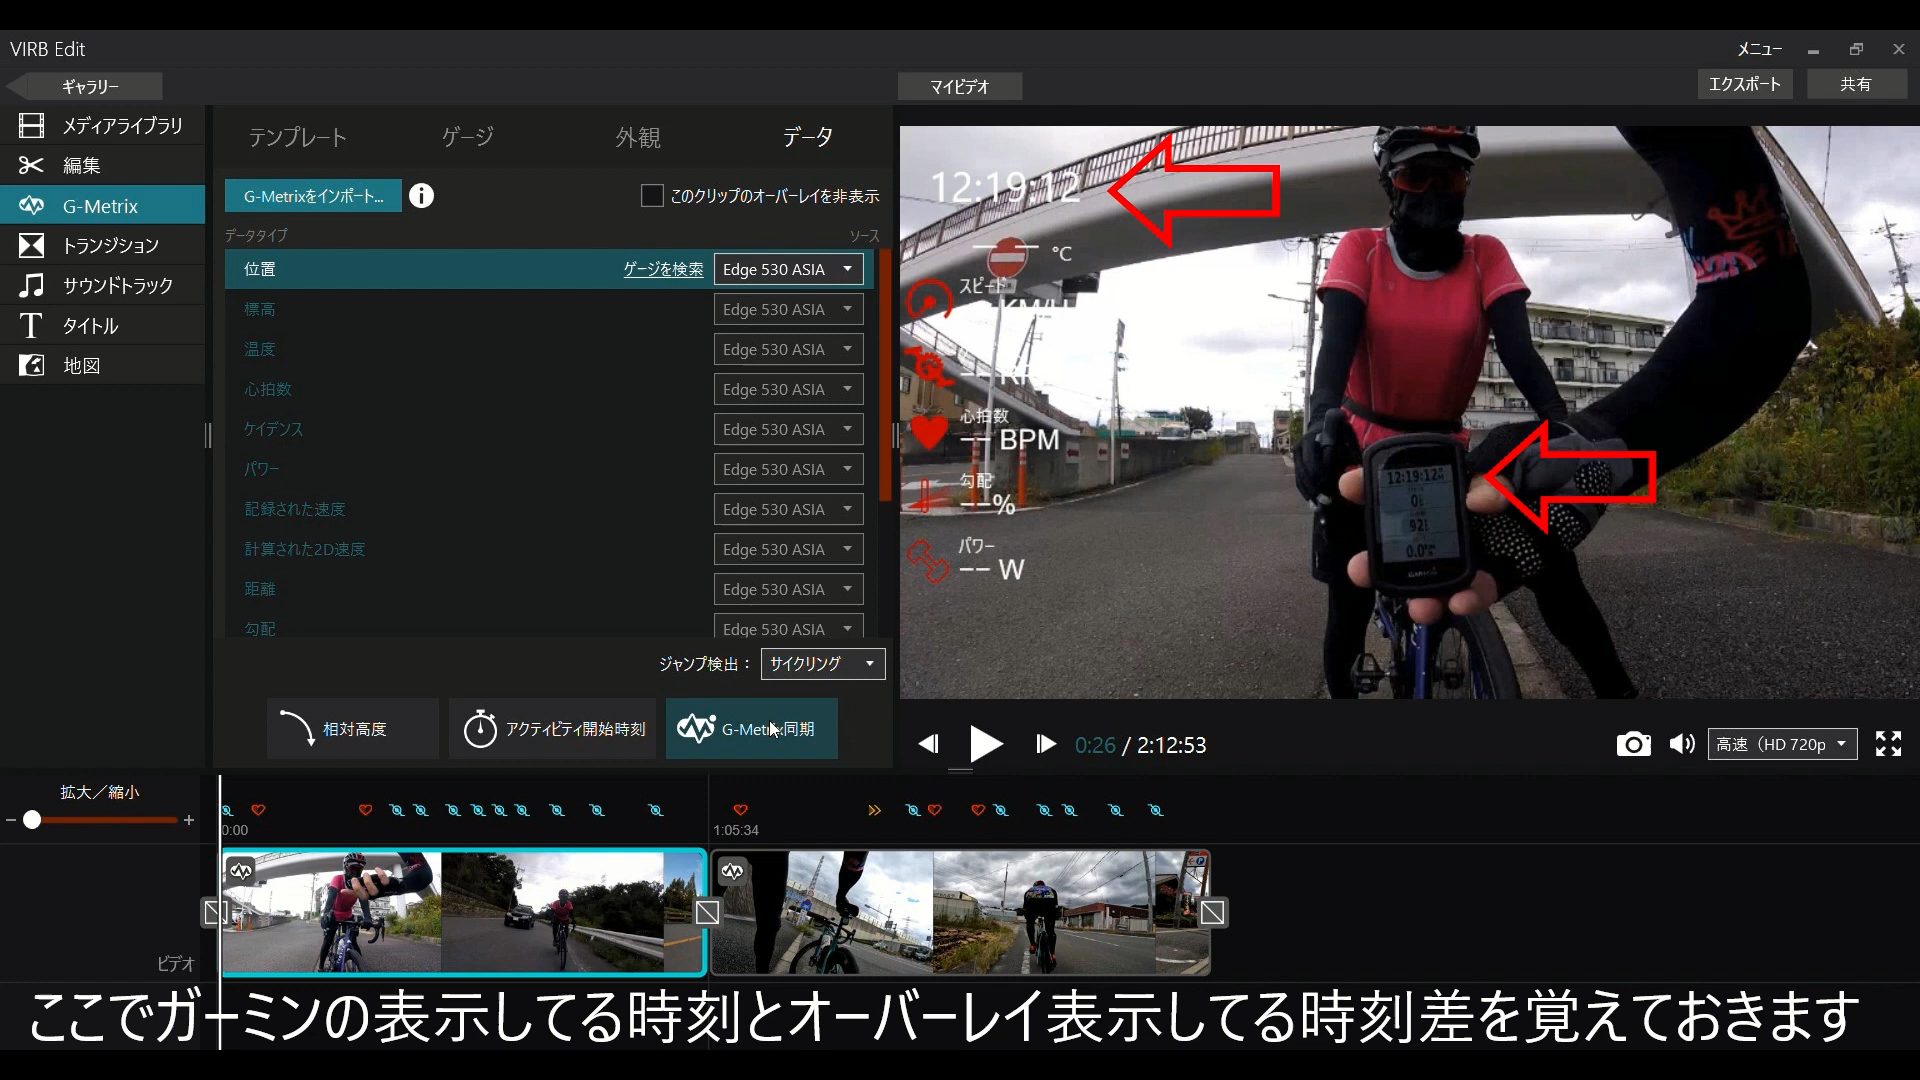 VIRB Edit
メニュー
ギャラリー
マイビデオ
エクスポート
共有
メディアライブラリ
編集
G-Metrix
トランジション
サウンドトラック
タイトル
地図
テンプレート
ゲージ
外観
データ
G-Metrixをインポート...
このクリップのオーバーレイを非表示
データタイプ
ソース
位置
ゲージを検索
Edge 530 ASIA
標高
Edge 530 ASIA
温度
Edge 530 ASIA
心拍数
Edge 530 ASIA
ケイデンス
Edge 530 ASIA
パワー
Edge 530 ASIA
記録された速度
Edge 530 ASIA
計算された2D速度
Edge 530 ASIA
距離
Edge 530 ASIA
勾配
Edge 530 ASIA
ジャンプ検出：
サイクリング
相対高度
アクティビティ開始時刻
G-Metrix同期
12:19:12
-- °C
スピード
-- KM/H
心拍数
-- BPM
勾配
--%
パワー
-- W
12:19:12
0
92
0.0
GARMIN
0:26 / 2:12:53
高速（HD 720p
拡大／縮小
0:00
1:05:34
ビデオ
ここでガーミンの表示してる時刻とオーバーレイ表示してる時刻差を覚えておきます